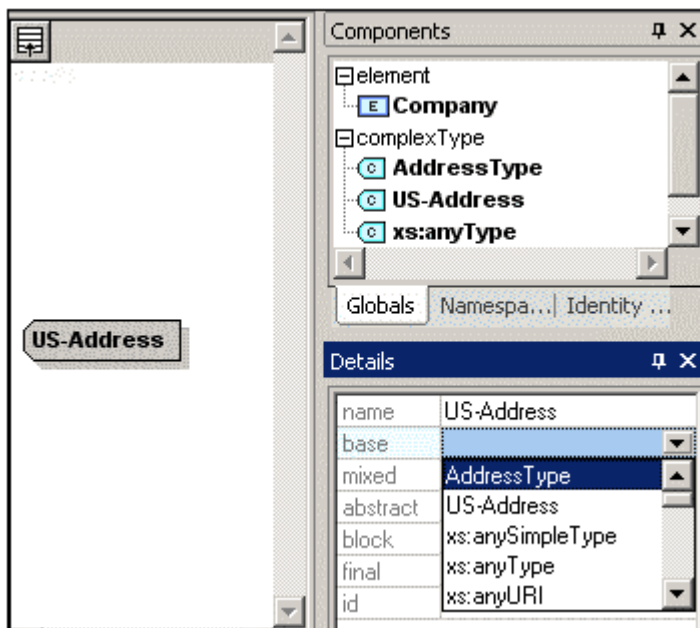 Components
element
E Company
complexType
C AddressType
C US-Address
C xs:anyType
Globals Namespa... Identity ...
US-Address
Details
name US-Address
base
mixed AddressType
abstract US-Address
block xs:anySimpleType
final xs:anyType
id xs:anyURI